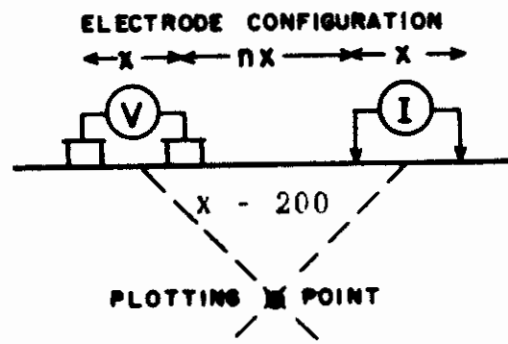 ELECTRODE CONFIGURATION
x nx x
V I
x - 200
PLOTTING POINT